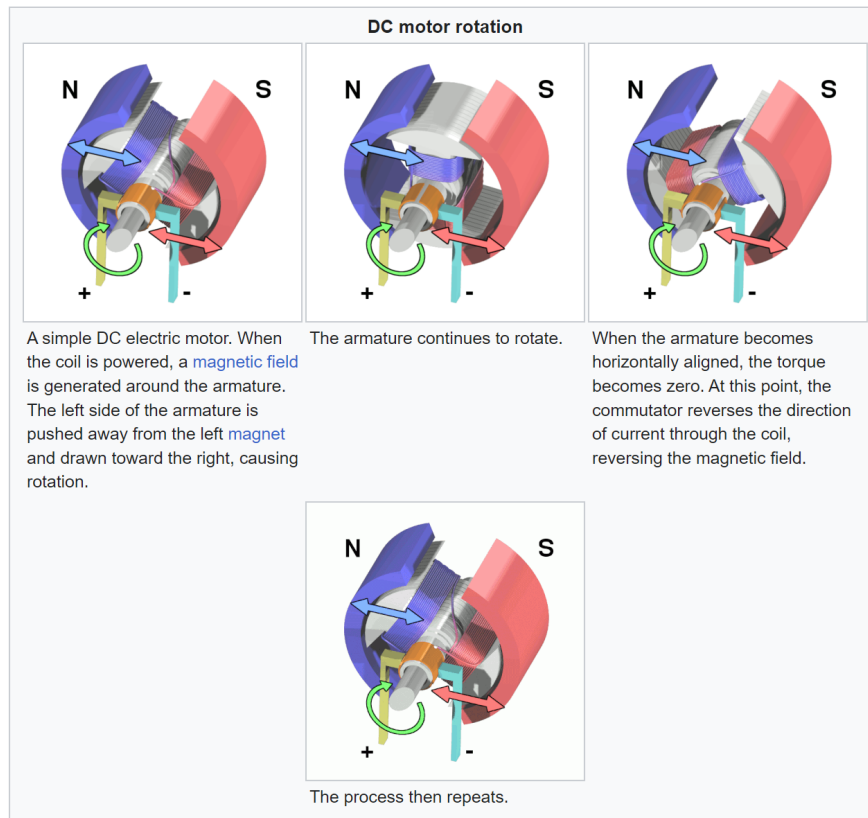 DC motor rotation
N S
+ -
N S
+ -
N S
+ -
A simple DC electric motor. When
the coil is powered, a magnetic field
is generated around the armature.
The left side of the armature is
pushed away from the left magnet
and drawn toward the right, causing
rotation.
The armature continues to rotate.
When the armature becomes
horizontally aligned, the torque
becomes zero. At this point, the
commutator reverses the direction
of current through the coil,
reversing the magnetic field.
N S
+ -
The process then repeats.